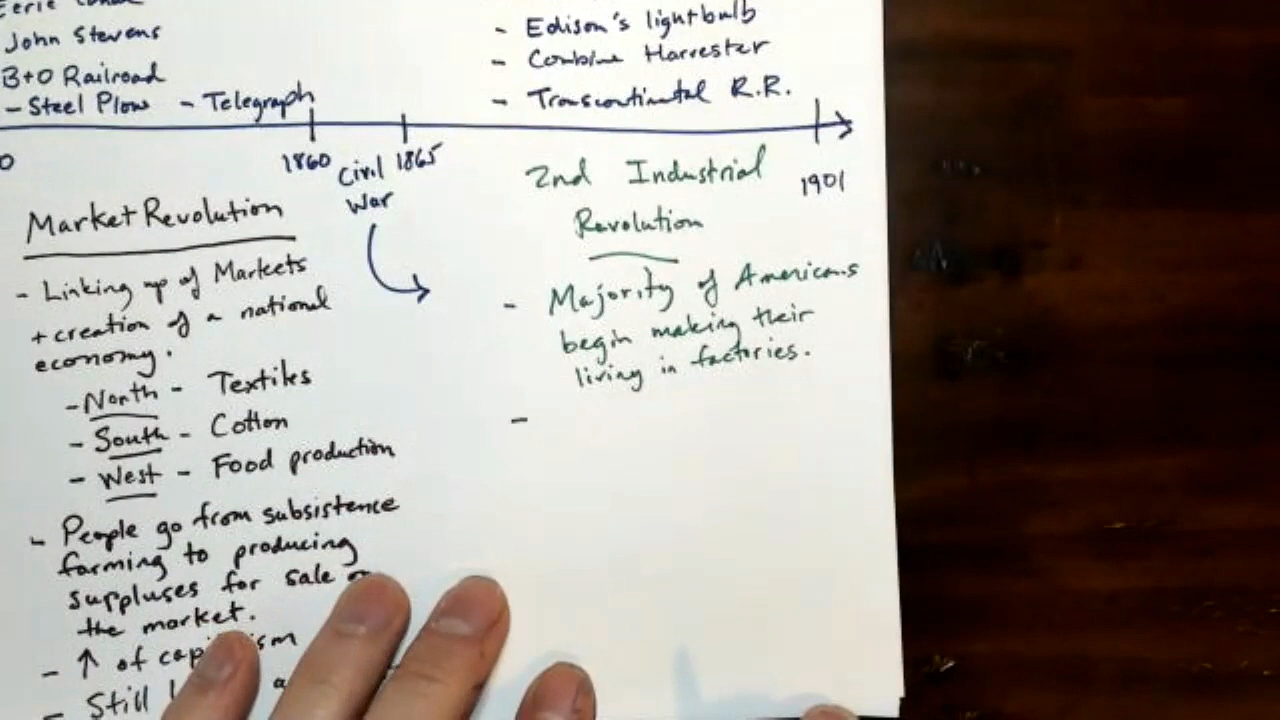 John Stevens
B+O Railroad
- Steel Plow - Telegraph
- Edison's lightbulb
- Combine Harvester
- Transcontinental R.R.
0
1860
Civil
War
1865
1901
Market Revolution
- Linking up of Markets
+ creation of a national
economy.
- North - Textiles
- South - Cotton
- West - Food production
- People go from subsistence
farming to producing
suppluses for sale
the market.
- ↑ of
- Still
2nd Industrial
Revolution
- Majority of Americans
begin making their
living in factories.
-